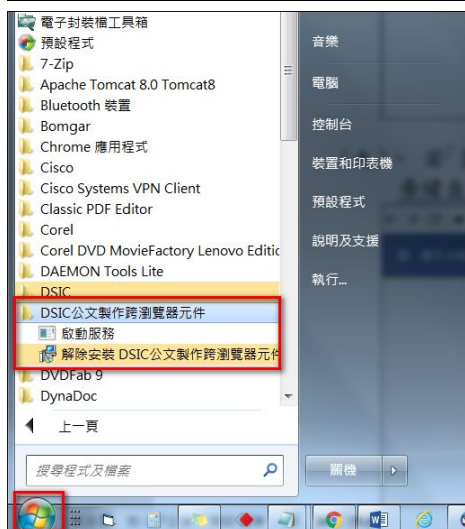 電子封裝檔工具箱
預設程式
7-Zip
Apache Tomcat 8.0 Tomcat8
Bluetooth 裝置
Bomgar
Chrome 應用程式
Cisco
Cisco Systems VPN Client
Classic PDF Editor
Corel
Corel DVD MovieFactory Lenovo Editic
DAEMON Tools Lite
DSIC
DSIC公文製作跨瀏覽器元件
啟動服務
解除安裝 DSIC公文製作跨瀏覽器元件
DVDFab 9
DynaDoc
上一頁
搜尋程式及檔案
音樂
電腦
控制台
裝置和印表機
預設程式
說明及支援
執行...
關機